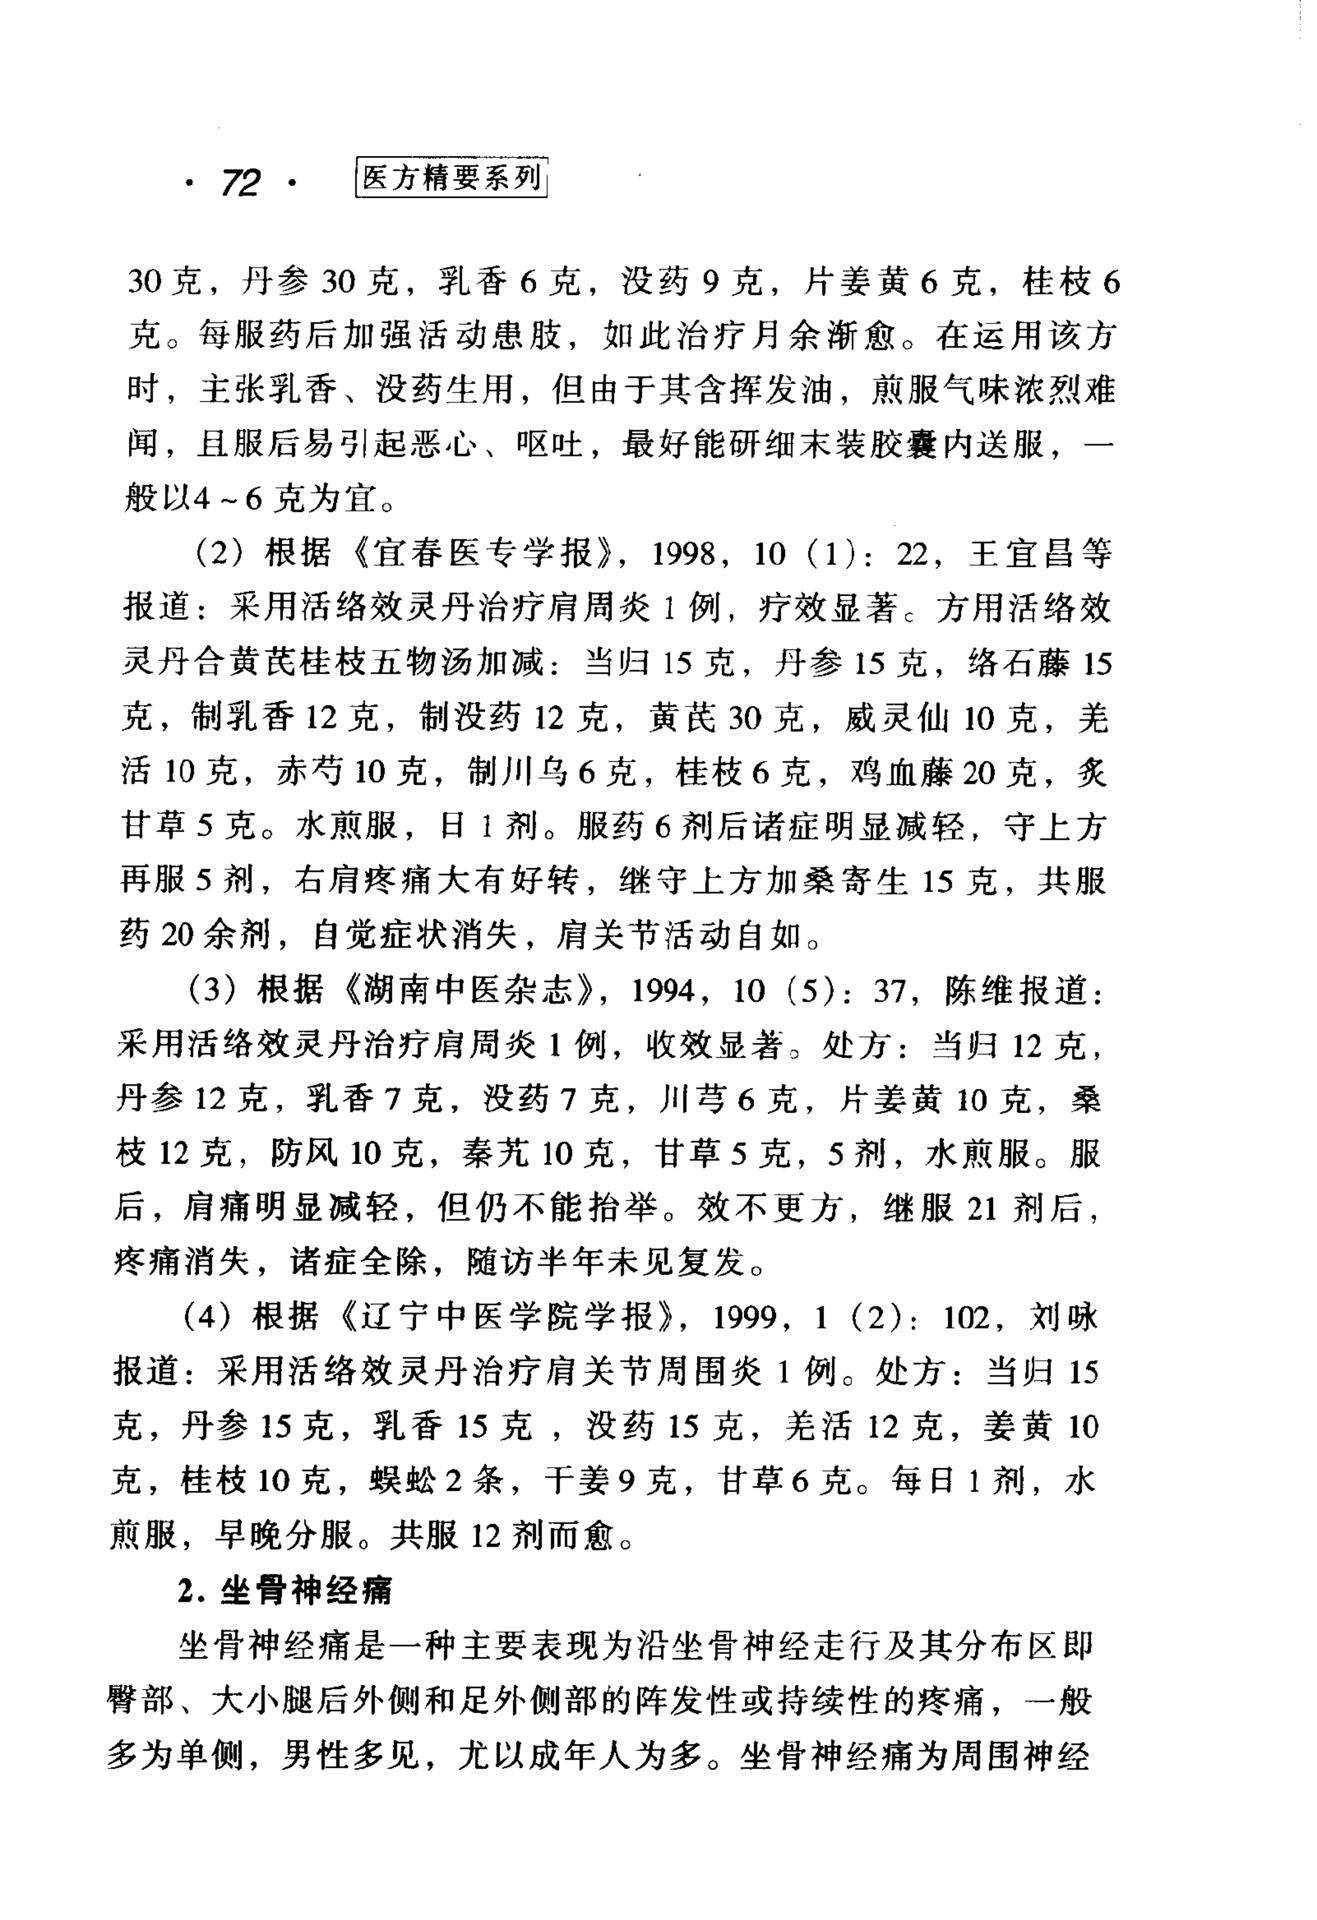 · 72 · 医方精要系列
30克，丹参30克，乳香6克，没药9克，片姜黄6克，桂枝6
克。每服药后加强活动患肢，如此治疗月余渐愈。在运用该方
时，主张乳香、没药生用，但由于其含挥发油，煎服气味浓烈难
闻，且服后易引起恶心、呕吐，最好能研细末装胶囊内送服，一
般以4~6克为宜。
（2）根据《宜春医专学报》，1998，10（1）：22，王宜昌等
报道：采用活络效灵丹治疗肩周炎1例，疗效显著。方用活络效
灵丹合黄芪桂枝五物汤加减：当归15克，丹参15克，络石藤15
克，制乳香12克，制没药12克，黄芪30克，威灵仙10克，羌
活10克，赤芍10克，制川乌6克，桂枝6克，鸡血藤20克，炙
甘草5克。水煎服，日1剂。服药6剂后诸症明显减轻，守上方
再服5剂，右肩疼痛大有好转，继守上方加桑寄生15克，共服
药20余剂，自觉症状消失，肩关节活动自如。
（3）根据《湖南中医杂志》，1994，10（5）：37，陈维报道：
采用活络效灵丹治疗肩周炎1例，收效显著。处方：当归12克，
丹参12克，乳香7克，没药7克，川芎6克，片姜黄10克，桑
枝12克，防风10克，秦艽10克，甘草5克，5剂，水煎服。服
后，肩痛明显减轻，但仍不能抬举。效不更方，继服21剂后，
疼痛消失，诸症全除，随访半年未见复发。
（4）根据《辽宁中医学院学报》，1999，1（2）：102，刘咏
报道：采用活络效灵丹治疗肩关节周围炎1例。处方：当归15
克，丹参15克，乳香15克，没药15克，羌活12克，姜黄10
克，桂枝10克，蜈蚣2条，干姜9克，甘草6克。每日1剂，水
煎服，早晚分服。共服12剂而愈。
2. 坐骨神经痛
坐骨神经痛是一种主要表现为沿坐骨神经走行及其分布区即
臀部、大小腿后外侧和足外侧部的阵发性或持续性的疼痛，一般
多为单侧，男性多见，尤以成年人为多。坐骨神经痛为周围神经